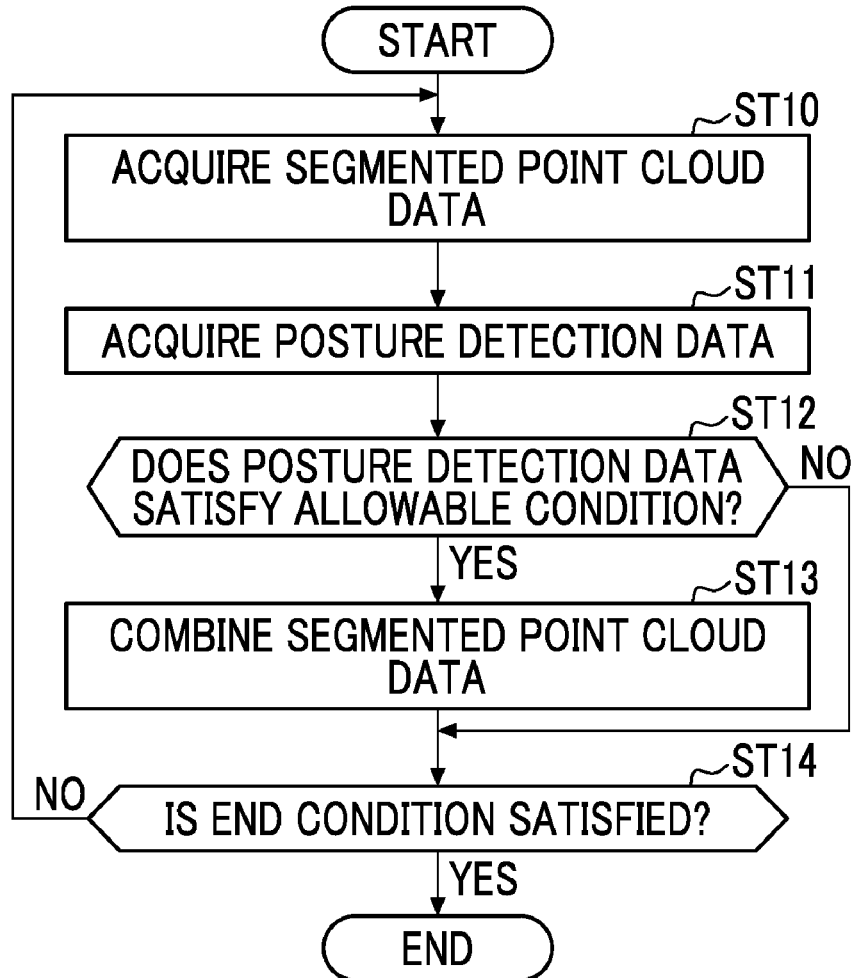 START
ST10
ACQUIRE SEGMENTED POINT CLOUD
DATA
ST11
ACQUIRE POSTURE DETECTION DATA
ST12
DOES POSTURE DETECTION DATA
SATISFY ALLOWABLE CONDITION?
NO
YES
ST13
COMBINE SEGMENTED POINT CLOUD
DATA
ST14
NO
IS END CONDITION SATISFIED?
YES
END